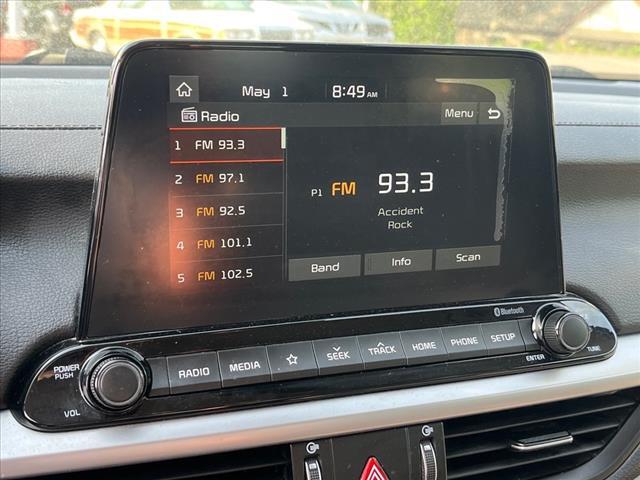 May 1 8:49 AM
Radio Menu
1 FM 93.3
2 FM 97.1
3 FM 92.5
4 FM 101.1
5 FM 102.5
P1 FM 93.3
Accident
Rock
Band Info Scan
Bluetooth
POWER
PUSH
VOL
RADIO MEDIA SEEK TRACK HOME PHONE SETUP
ENTER
TUNE